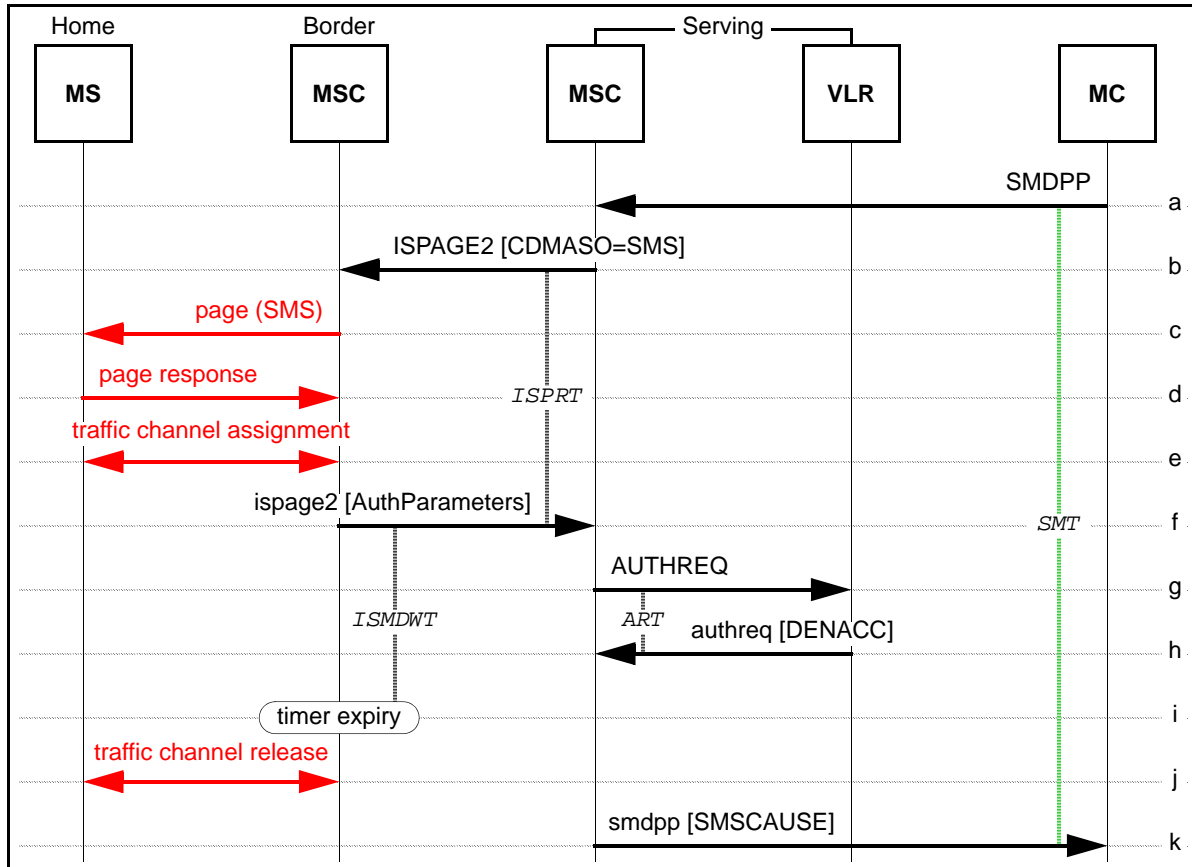 Home Border Serving
MS MSC MSC VLR MC
SMDPP
a
ISPAGE2 [CDMASO=SMS]
b
page (SMS)
c
page response
ISPRT
d
traffic channel assignment
e
ispage2 [AuthParameters]
SMT
f
AUTHREQ
g
ISMDWT ART
authreq [DENACC]
h
timer expiry
i
traffic channel release
j
smdpp [SMSCAUSE]
k